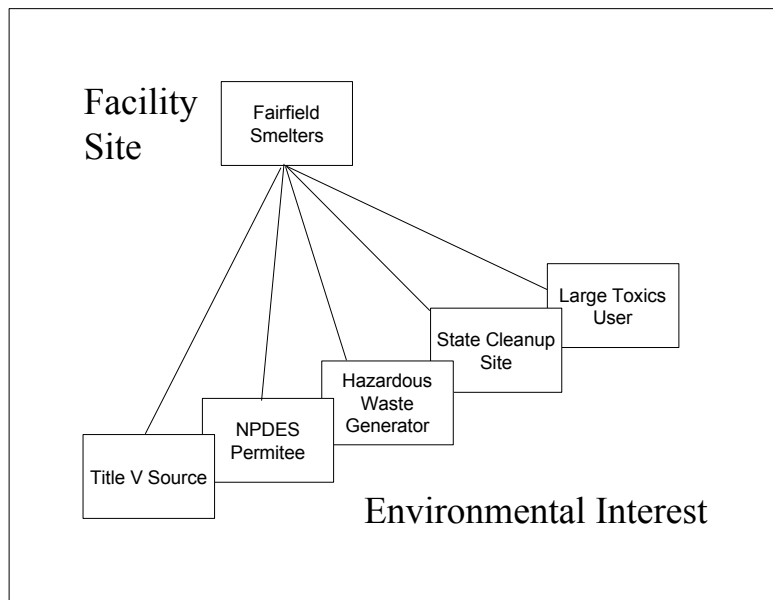 Facility
Site
Fairfield
Smelters
Large Toxics
User
State Cleanup
Site
Hazardous
Waste
Generator
NPDES
Permitee
Title V Source
Environmental Interest